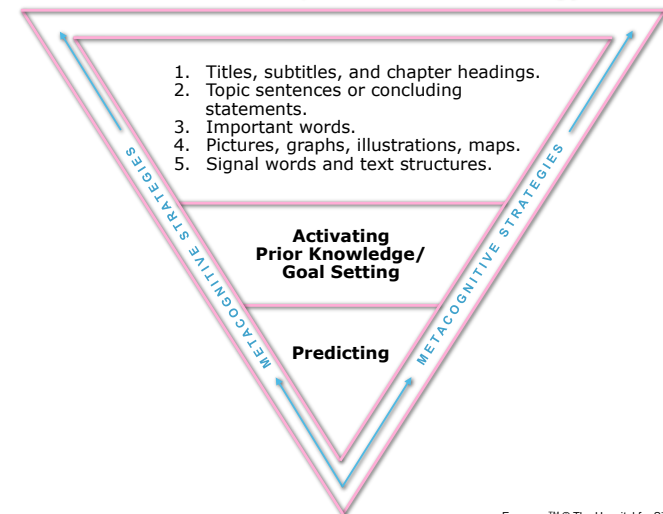 1. Titles, subtitles, and chapter headings.
2. Topic sentences or concluding
statements.
3. Important words.
4. Pictures, graphs, illustrations, maps.
5. Signal words and text structures.
METACOGNITIVE STRATEGIES
METACOGNITIVE STRATEGIES
Activating
Prior Knowledge/
Goal Setting
Predicting